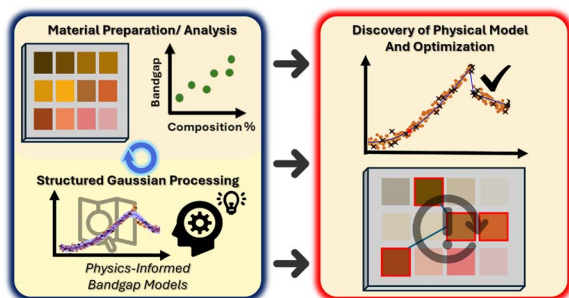 Material Preparation/ Analysis
Bandgap
Composition %
Structured Gaussian Processing
Physics-Informed
Bandgap Models
Discovery of Physical Model
And Optimization